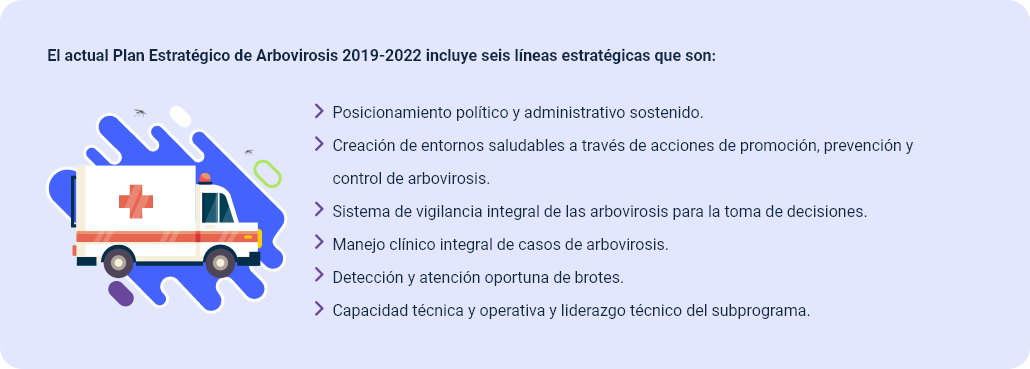 El actual Plan Estratégico de Arbovirosis 2019-2022 incluye seis líneas estratégicas que son:
Posicionamiento político y administrativo sostenido.
Creación de entornos saludables a través de acciones de promoción, prevención y
control de arbovirosis.
Sistema de vigilancia integral de las arbovirosis para la toma de decisiones.
Manejo clínico integral de casos de arbovirosis.
Detección y atención oportuna de brotes.
Capacidad técnica y operativa y liderazgo técnico del subprograma.